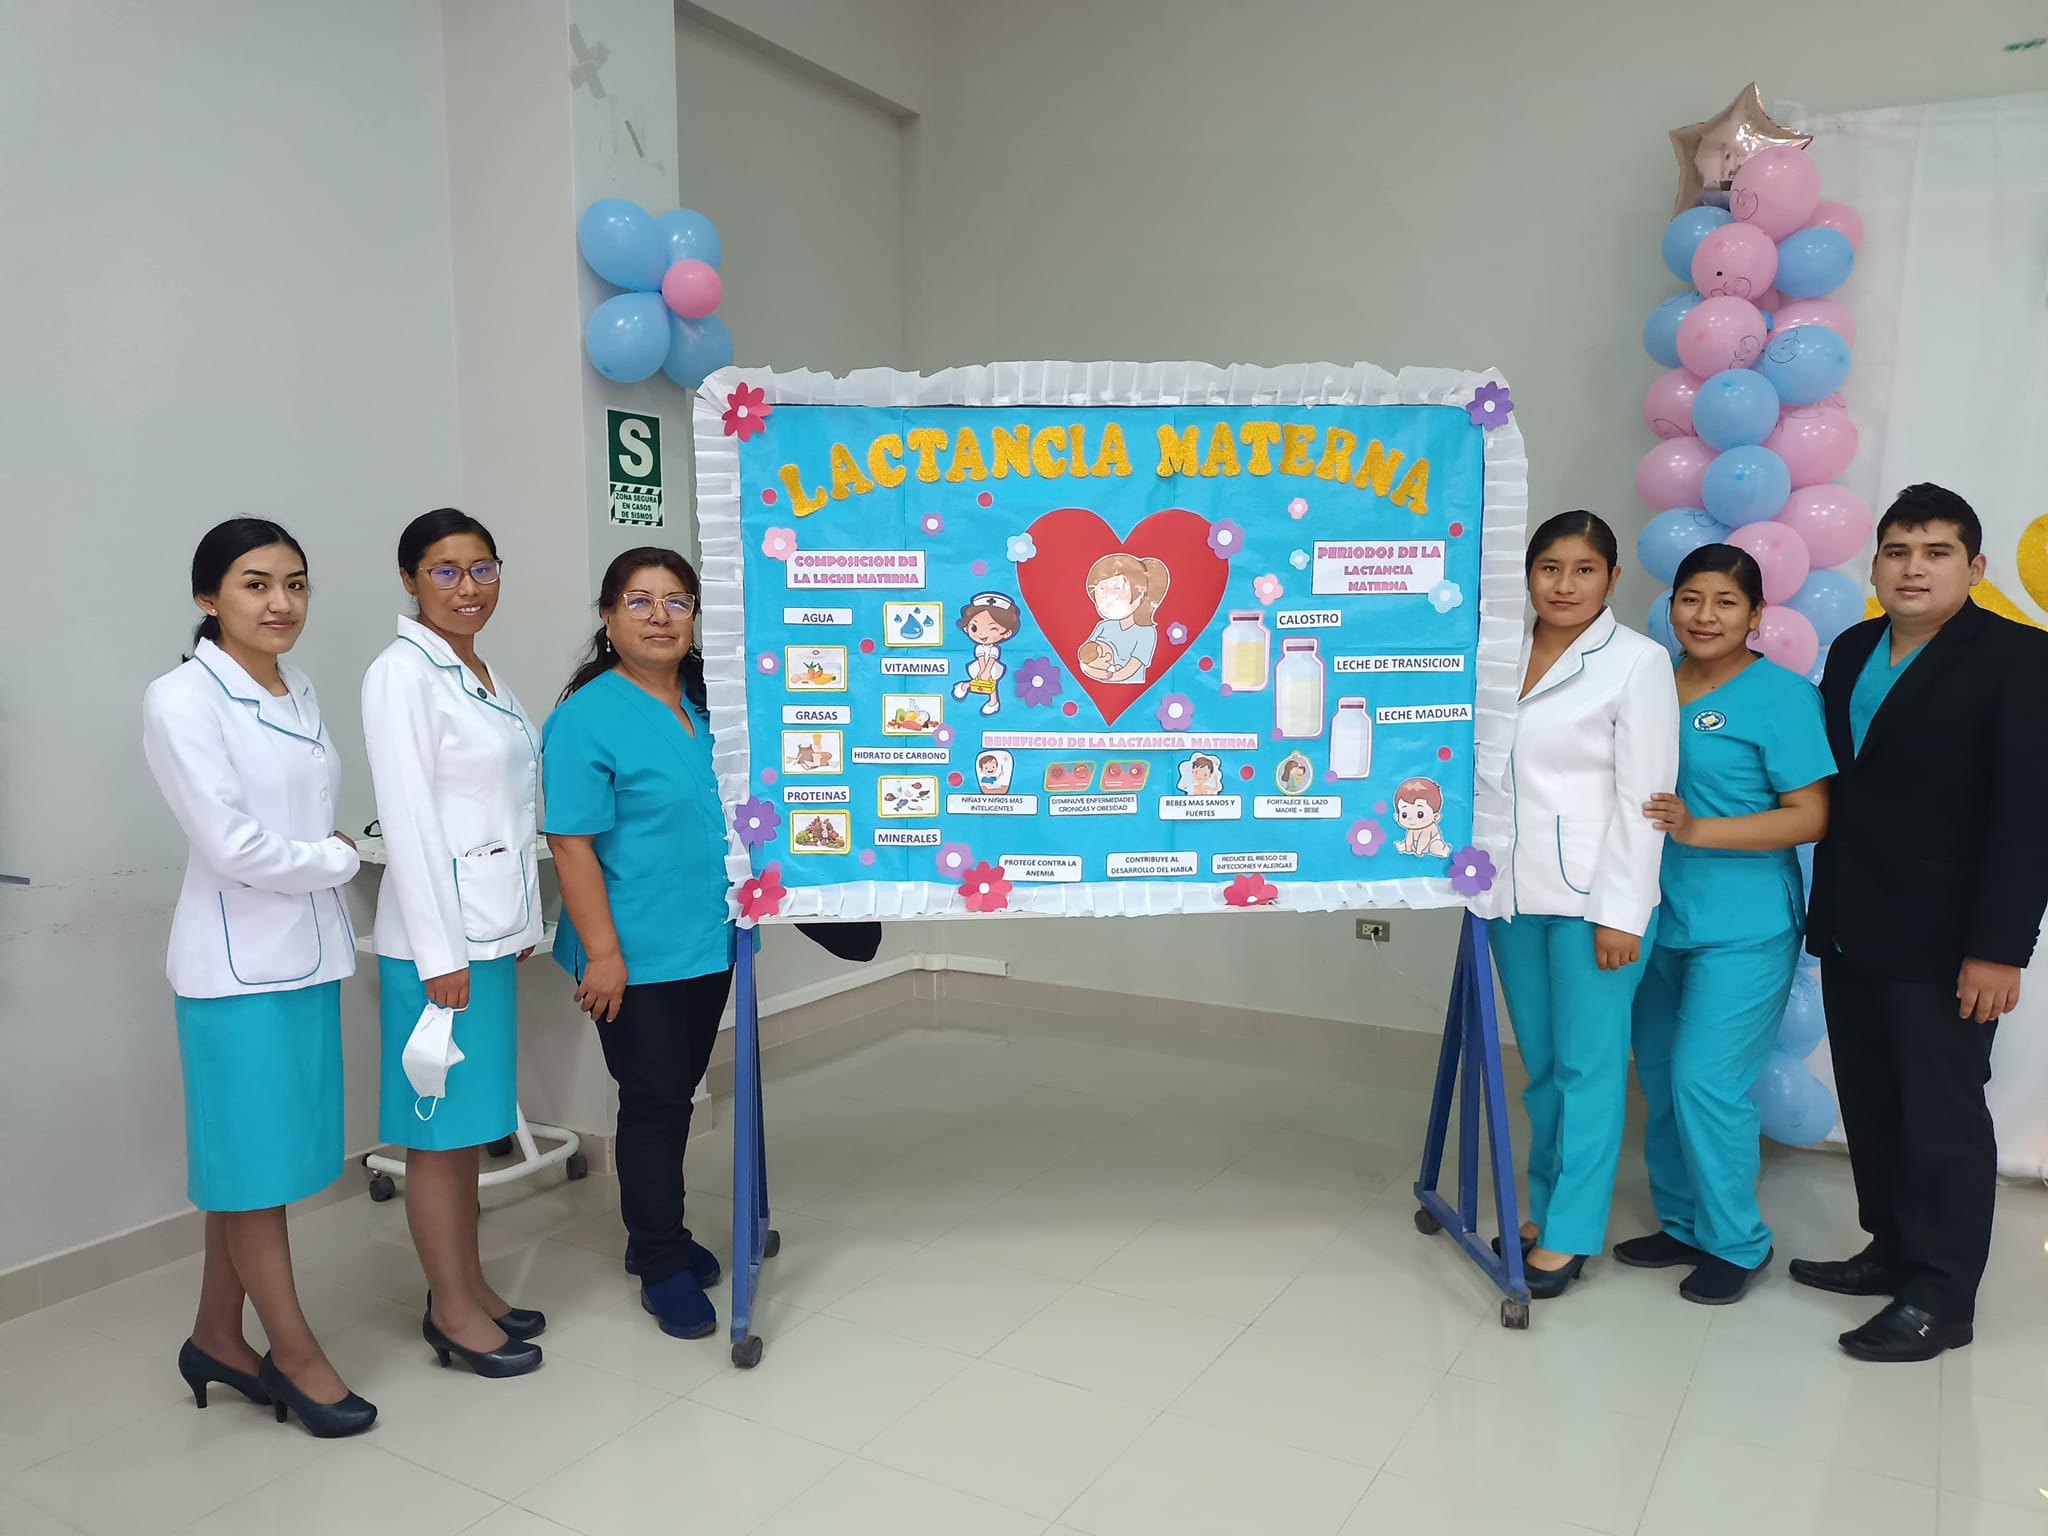 S
ZONA SEGURA
EN CASOS
DE SISMOS
LACTANCIA MATERNA
COMPOSICION DE
LA LECHE MATERNA
AGUA
VITAMINAS
GRASAS
HIDRATO DE CARBONO
PROTEINAS
MINERALES
PERIODOS DE LA
LACTANCIA
MATERNA
CALOSTRO
LECHE DE TRANSICION
LECHE MADURA
BENEFICIOS DE LA LACTANCIA MATERNA
NIÑAS Y NIÑOS MAS
INTELIGENTES
DISMINUYE ENFERMEDADES
CRONICAS Y OBESIDAD
BEBES MAS SANOS Y
FUERTES
FORTALECE EL LAZO
MADRE – BEBE
PROTEGE CONTRA LA
ANEMIA
CONTRIBUYE AL
DESARROLLO DEL HABLA
REDUCE EL RIESGO DE
INFECCIONES Y ALERGIAS